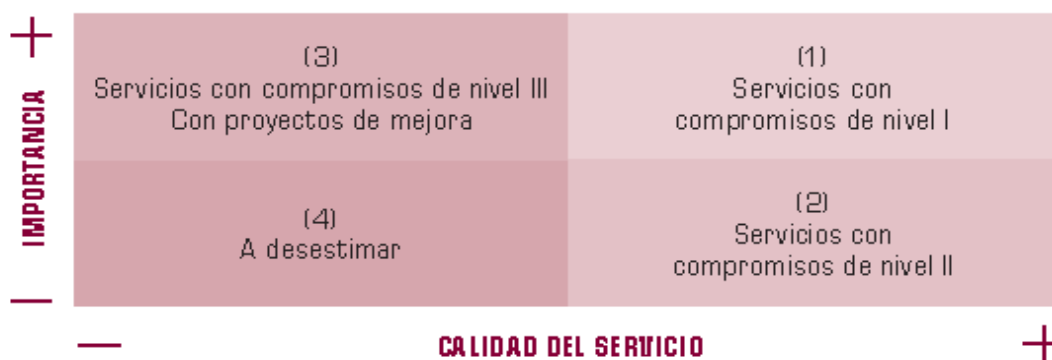 +
IMPORTANCIA
—
(3)
Servicios con compromisos de nivel III
Con proyectos de mejora
(1)
Servicios con
compromisos de nivel I
(4)
A desestimar
(2)
Servicios con
compromisos de nivel II
— CALIDAD DEL SERVICIO +